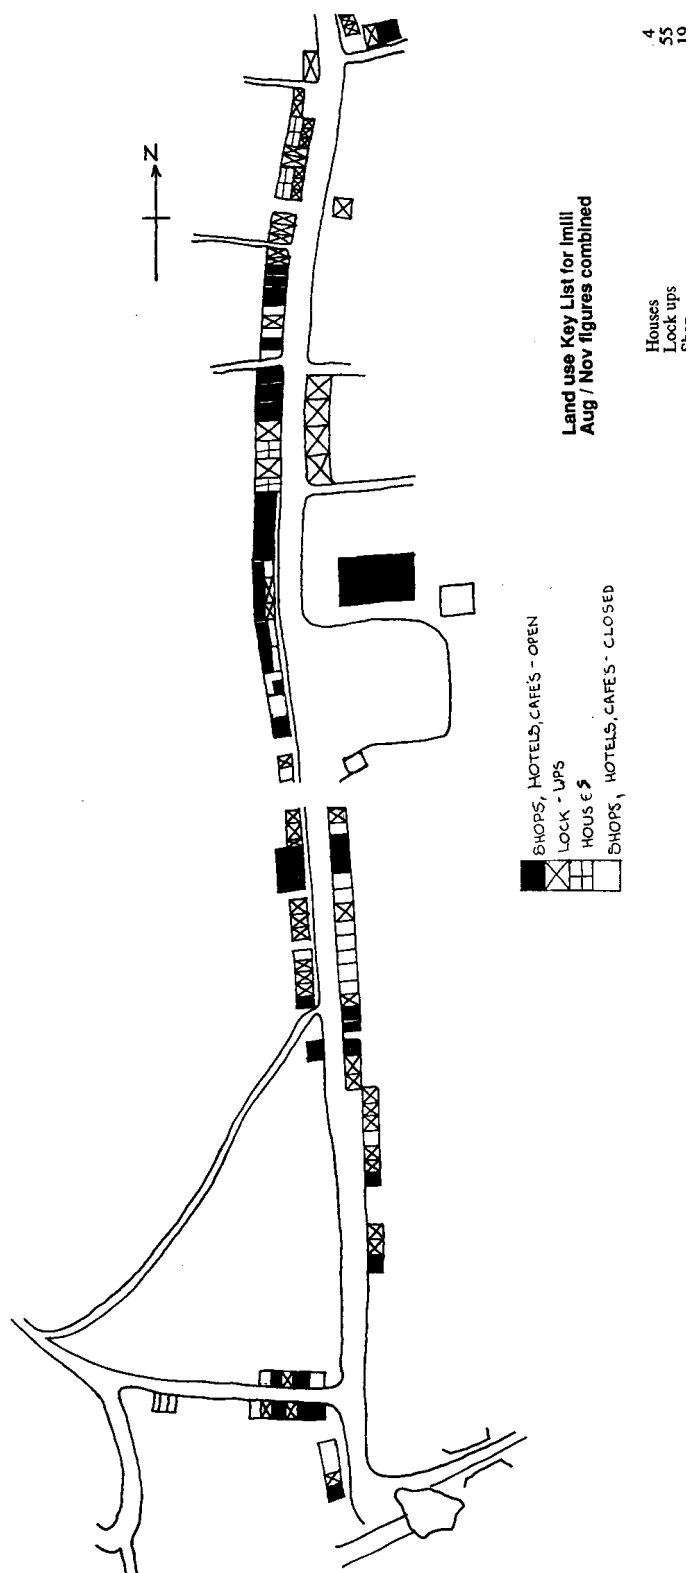 N
Land use Key List for Imlil
Aug / Nov figures combined
Houses 4
Lock ups 55
19
SHOPS, HOTELS, CAFE'S - OPEN
LOCK - UPS
HOUSES
SHOPS, HOTELS, CAFE'S - CLOSED